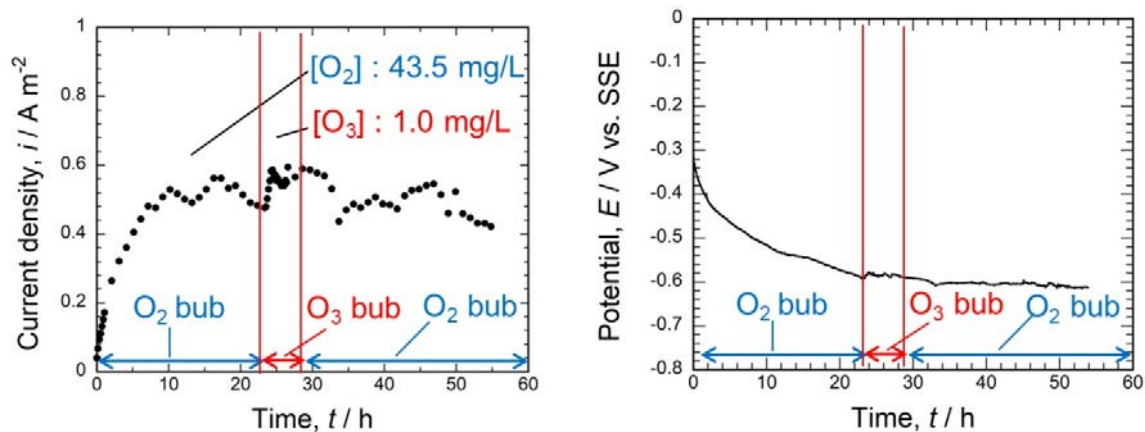 Current density, i / A m⁻²
1
0.8
0.6
0.4
0.2
0
[O₂] : 43.5 mg/L
[O₃] : 1.0 mg/L
O₂ bub
O₃ bub
O₂ bub
0 10 20 30 40 50 60
Time, t / h
Potential, E / V vs. SSE
0
-0.1
-0.2
-0.3
-0.4
-0.5
-0.6
-0.7
-0.8
O₂ bub
O₃ bub
O₂ bub
0 10 20 30 40 50 60
Time, t / h